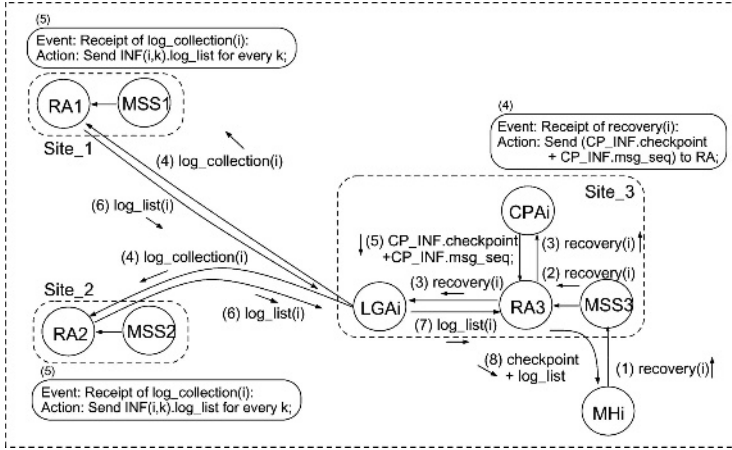 (5)
Event: Receipt of log_collection(i):
Action: Send INF(i,k).log_list for every k;
RA1
MSS1
Site_1
(4) log_collection(i)
(6) log_list(i)
(4)
Event: Receipt of recovery(i):
Action: Send (CP_INF.checkpoint
+ CP_INF.msg_seq) to RA;
Site_3
CPAi
(5) CP_INF.checkpoint
+CP_INF.msg_seq;
(3) recovery(i)
(4) log_collection(i)
(3) recovery(i)
(2) recovery(i)
Site_2
RA2
MSS2
(6) log_list(i)
LGAi
RA3
MSS3
(7) log_list(i)
(8) checkpoint
+ log_list
(1) recovery(i)
MHi
(5)
Event: Receipt of log_collection(i):
Action: Send INF(i,k).log_list for every k;